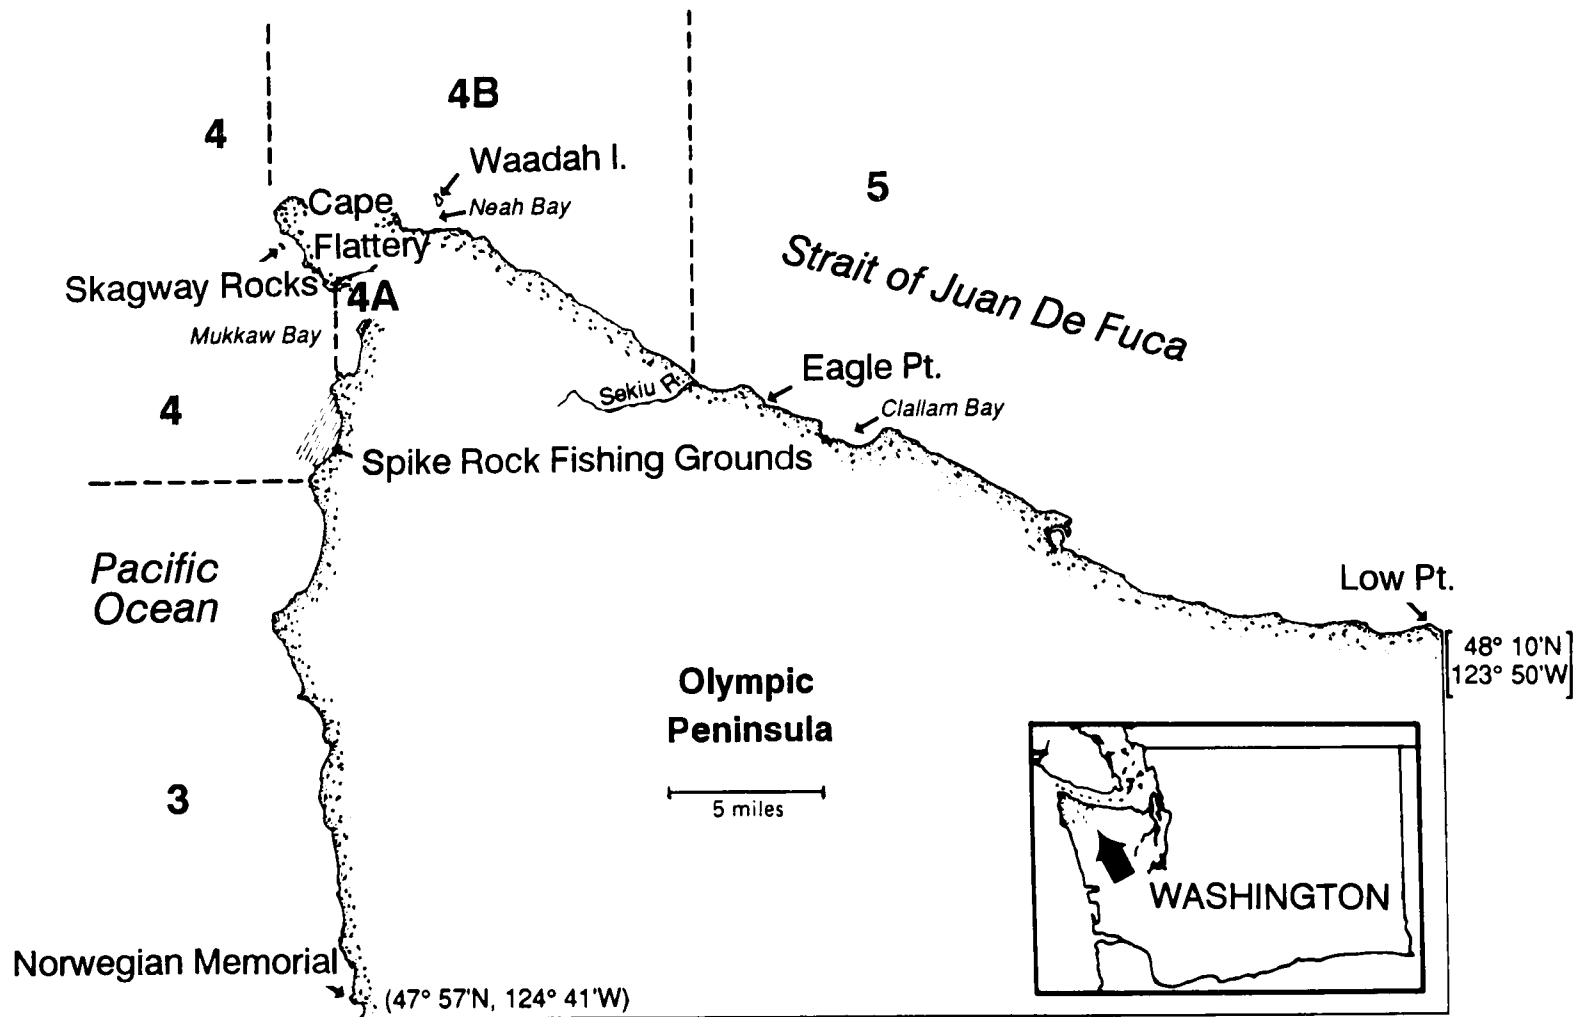 4B
4
Waadah I.
5
Cape
Flattery
Neah Bay
Strait of Juan De Fuca
Skagway Rocks
4A
Mukkaw Bay
Eagle Pt.
Sekiu R.
Clallam Bay
4
Spike Rock Fishing Grounds
Pacific
Ocean
Low Pt.
48° 10'N
123° 50'W
Olympic
Peninsula
5 miles
3
WASHINGTON
Norwegian Memorial
(47° 57'N, 124° 41'W)